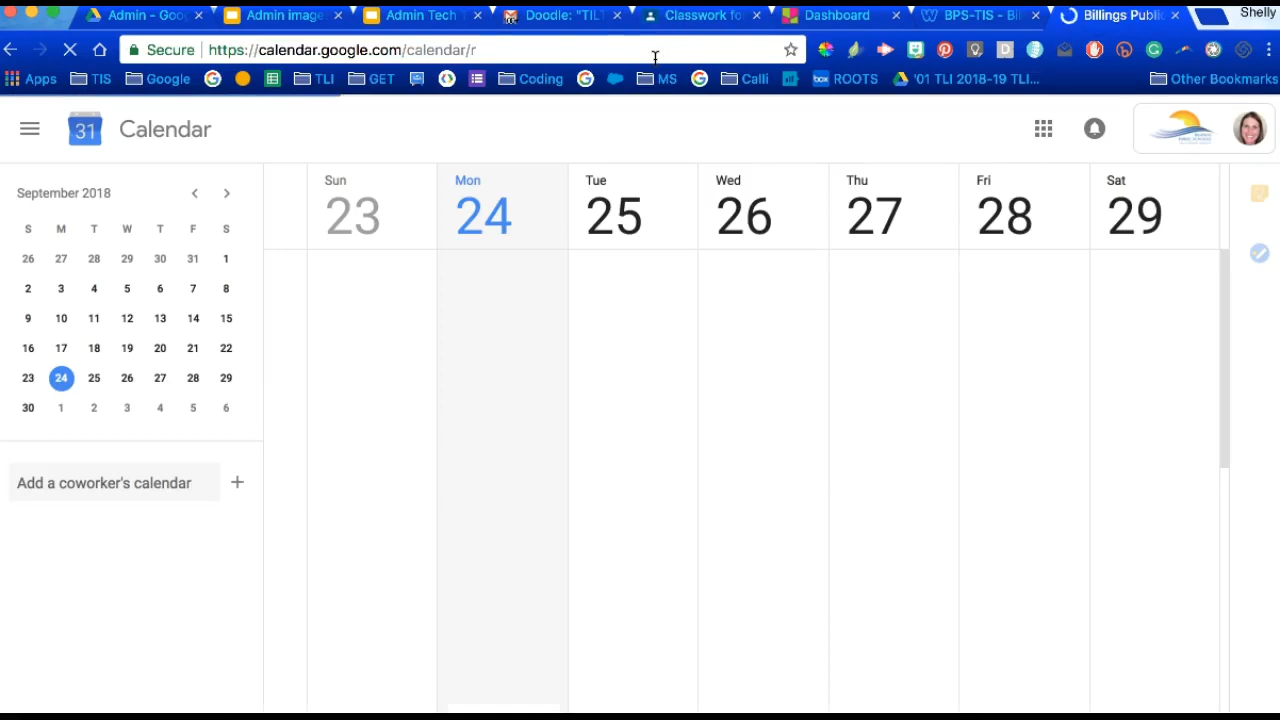 Admin - Goo
Admin image
Admin Tech T
Doodle: "TIL
Classwork fo
Dashboard
BPS-TIS - Bil
Billings Public
Shelly
Secure
https://calendar.google.com/calendar/r
Apps
TIS
Google
TLI
GET
Coding
MS
Calli
box
ROOTS
'01 TLI 2018-19 TLI...
Other Bookmarks
31
Calendar
September 2018
S M T W T F S
26 27 28 29 30 31 1
2 3 4 5 6 7 8
9 10 11 12 13 14 15
16 17 18 19 20 21 22
23 24 25 26 27 28 29
30 1 2 3 4 5 6
Add a coworker's calendar
Sun Mon Tue Wed Thu Fri Sat
23 24 25 26 27 28 29